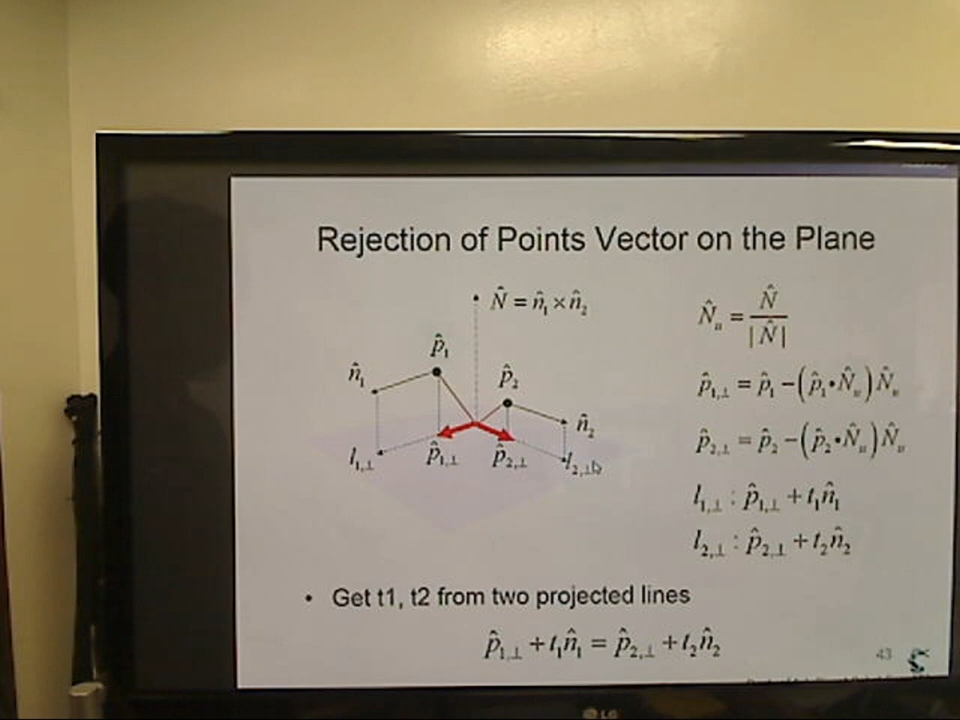 Rejection of Points Vector on the Plane
N̂ = n̂₁ × n̂₂
N̂ᵤ = N̂ / |N̂|
p̂₁
n̂₁
p̂₂
n̂₂
p̂₁,⊥ = p̂₁ − (p̂₁•N̂ᵤ)N̂ᵤ
p̂₂,⊥ = p̂₂ − (p̂₂•N̂ᵤ)N̂ᵤ
l₁,⊥ p̂₁,⊥ p̂₂,⊥ l₂,⊥
l₁,⊥ : p̂₁,⊥ + t₁n̂₁
l₂,⊥ : p̂₂,⊥ + t₂n̂₂
• Get t1, t2 from two projected lines
p̂₁,⊥ + t₁n̂₁ = p̂₂,⊥ + t₂n̂₂
43
LG